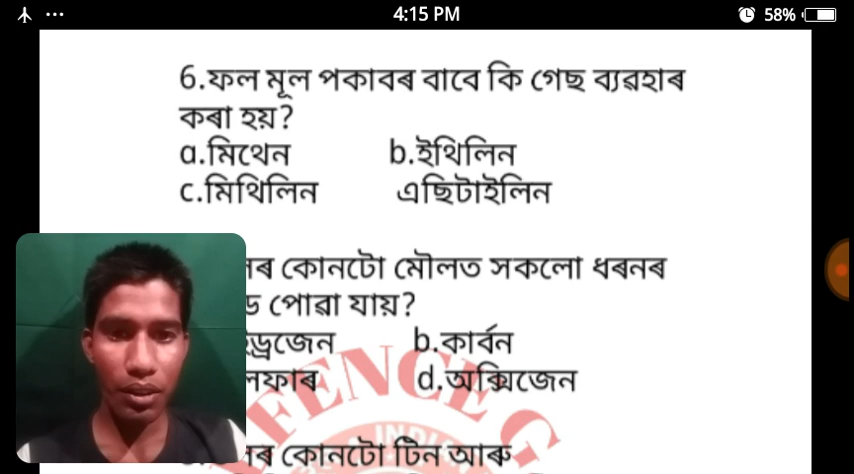 4:15 PM
58%
6.ফল মূল পকাবৰ বাবে কি গেছ ব্যৱহাৰ
কৰা হয়?
a.মিথেন b.ইথিলিন
c.মিথিলিন এছিটাইলিন
কোনটো মৌলত সকলো ধৰনৰ
পোৱা যায়?
b.কাৰ্বন
d.অক্সিজেন
কোনটো টিন আৰু